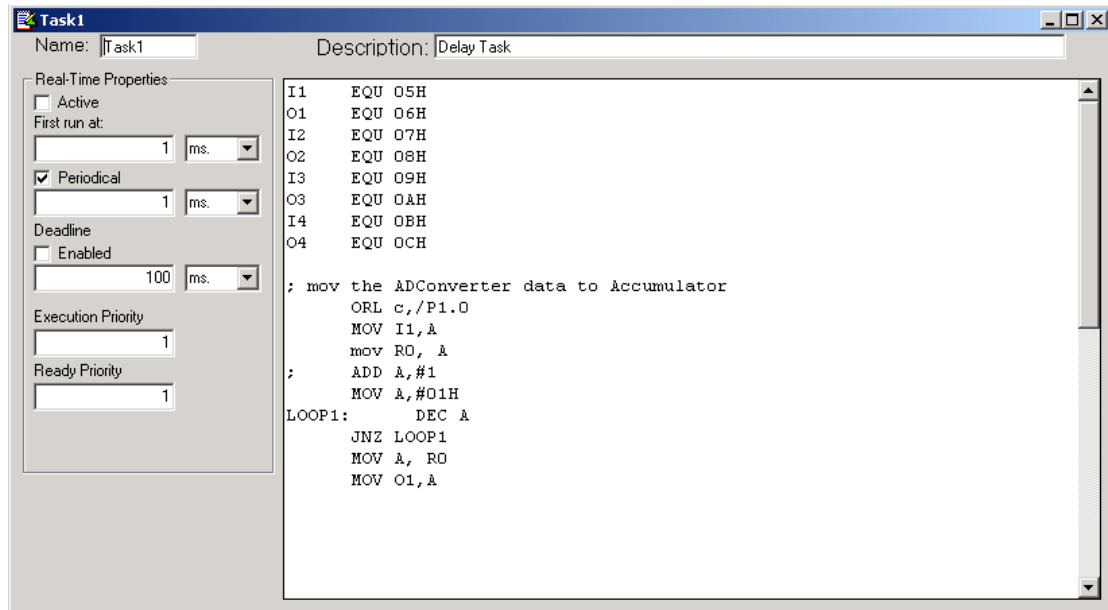 Task1
Name: Task1 Description: Delay Task
Real-Time Properties
Active
First run at:
1 ms.
Periodical
1 ms.
Deadline
Enabled
100 ms.
Execution Priority
1
Ready Priority
1
I1 EQU 05H
O1 EQU 06H
I2 EQU 07H
O2 EQU 08H
I3 EQU 09H
O3 EQU 0AH
I4 EQU 0BH
O4 EQU 0CH
; mov the ADConverter data to Accumulator
ORL c,/P1.0
MOV I1,A
mov R0, A
; ADD A,#1
MOV A,#01H
LOOP1: DEC A
JNZ LOOP1
MOV A, R0
MOV O1,A